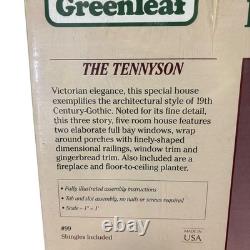 Greenleaf
THE TENNYSON
Victorian elegance, this special house
exemplifies the architectural style of 19th
Century-Gothic. Noted for its fine detail,
this three story, five room house features
two elaborate full bay windows, wrap
around porches with finely-shaped
dimensional railings, window trim and
gingerbread trim. Also included are a
fireplace and floor-to-ceiling planter.
• Fully illustrated assembly instructions
• Tab and slot assembly, no nails or screws required
• Scale – 1" = 1'
#99
Shingles Included
MADE IN
USA
© 111sd.com